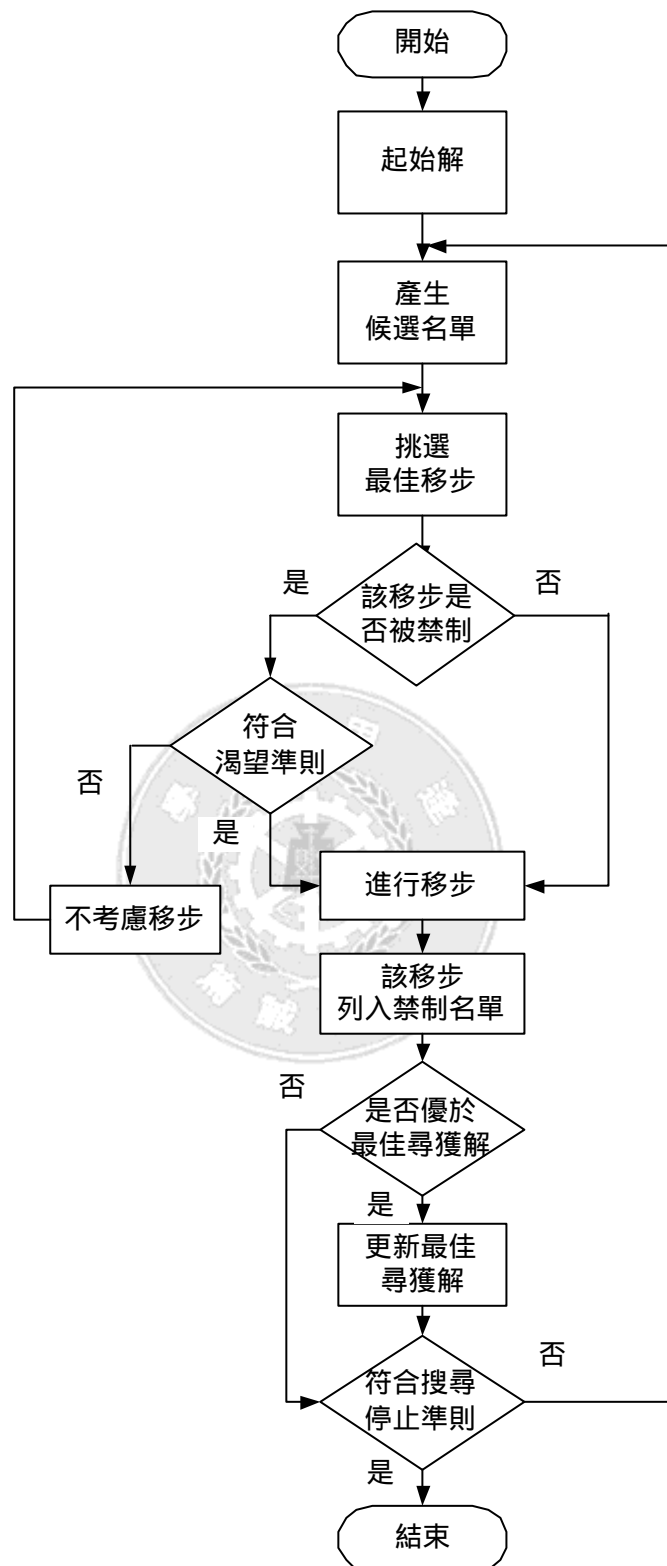 開始
起始解
產生
候選名單
挑選
最佳移步
是
該移步是
否被禁制
否
符合
渴望準則
否
是
進行移步
不考慮移步
該移步
列入禁制名單
否
是否優於
最佳尋獲解
是
更新最佳
尋獲解
符合搜尋
停止準則
否
是
結束